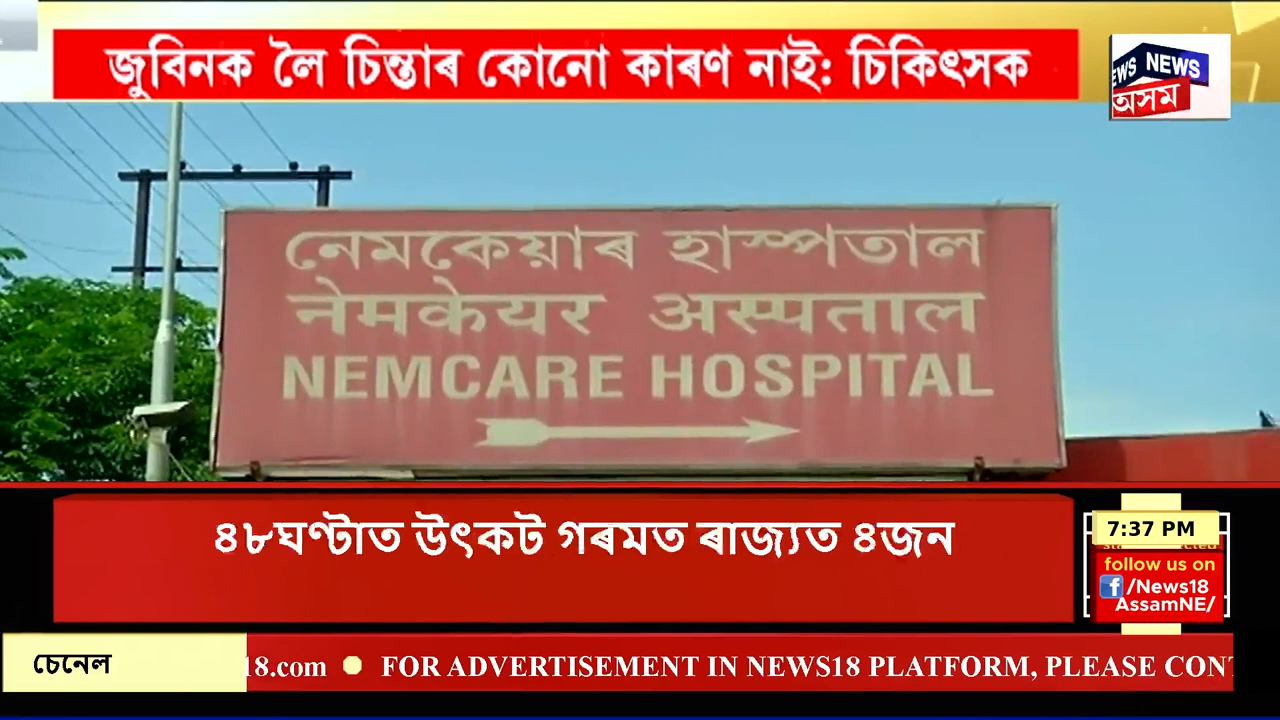 জুবিনক লৈ চিন্তাৰ কোনো কাৰণ নাই: চিকিৎসক
EWS NEWS
অসম
নেমকেয়াৰ হাস্পতাল
नेमकेयर अस्पताल
NEMCARE HOSPITAL
৪৮ঘণ্টাত উৎকট গৰমত ৰাজ্যত ৪জন
7:37 PM
follow us on
f/News18
AssamNE/
চেনেল
18.com ● FOR ADVERTISEMENT IN NEWS18 PLATFORM, PLEASE CONT